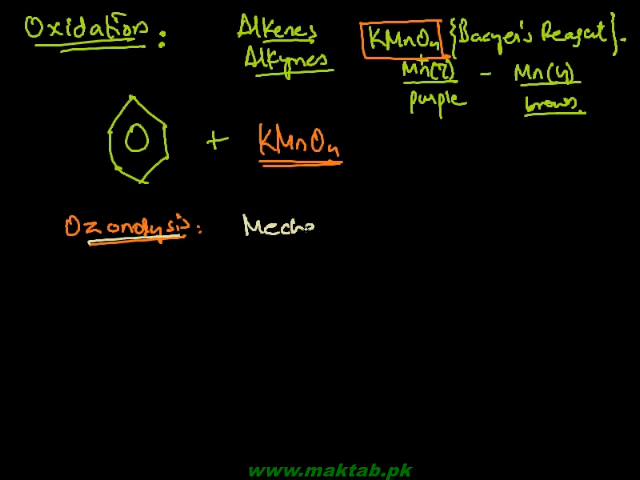 Oxidation: Alkenes KMnO4 {Baeyer's Reagent}.
Alkynes Mn(7) - Mn(4)
purple brown
+ KMnO4
Ozonolysis: Mecha
www.maktab.pk